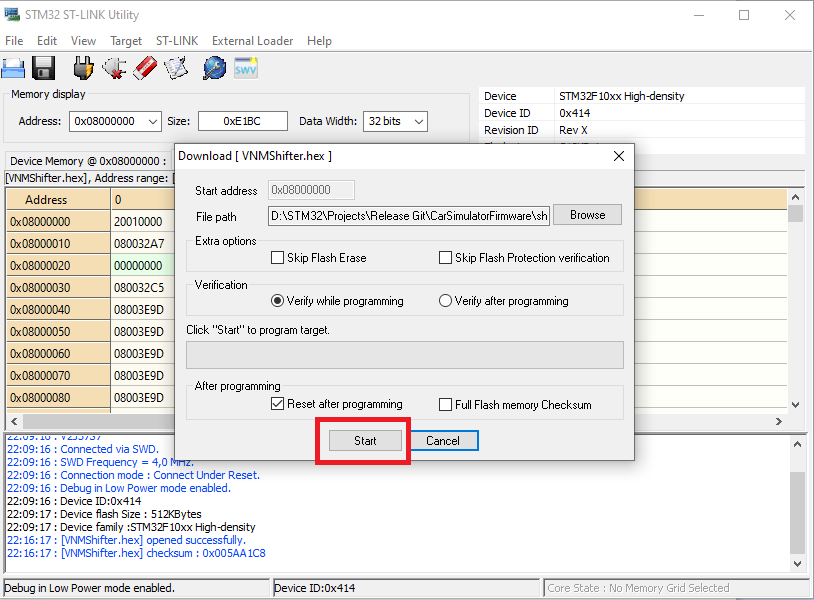 STM32 ST-LINK Utility
File Edit View Target ST-LINK External Loader Help
SWV
Memory display
Address: 0x08000000 Size: 0xE1BC Data Width: 32 bits
Device STM32F10xx High-density
Device ID 0x414
Revision ID Rev X
Device Memory @ 0x08000000 :
[VNMShifter.hex], Address range: [
Address 0
0x08000000 20010000
0x08000010 080032A7
0x08000020 00000000
0x08000030 080032C5
0x08000040 08003E9D
0x08000050 08003E9D
0x08000060 08003E9D
0x08000070 08003E9D
0x08000080 08003E9D
Download [ VNMShifter.hex ]
Start address 0x08000000
File path D:\STM32\Projects\Release Git\CarSimulatorFirmware\sh Browse
Extra options
Skip Flash Erase Skip Flash Protection verification
Verification
Verify while programming Verify after programming
Click "Start" to program target.
After programming
Reset after programming Full Flash memory Checksum
Start Cancel
22:09:16 : V2J37S7
22:09:16 : Connected via SWD.
22:09:16 : SWD Frequency = 4,0 MHz.
22:09:16 : Connection mode : Connect Under Reset.
22:09:16 : Debug in Low Power mode enabled.
22:09:16 : Device ID:0x414
22:09:17 : Device flash Size : 512KBytes
22:09:17 : Device family :STM32F10xx High-density
22:16:17 : [VNMShifter.hex] opened successfully.
22:16:17 : [VNMShifter.hex] checksum : 0x005AA1C8
Debug in Low Power mode enabled. Device ID:0x414 Core State : No Memory Grid Selected